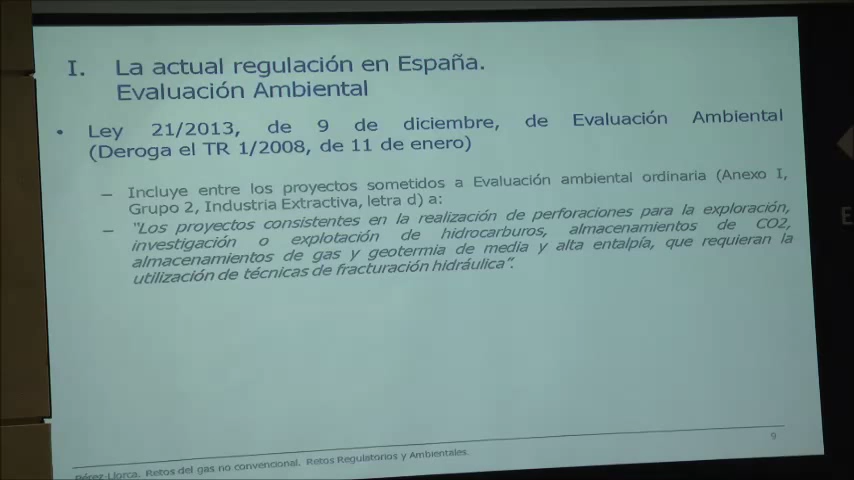 I. La actual regulación en España.
Evaluación Ambiental
• Ley 21/2013, de 9 de diciembre, de Evaluación Ambiental
(Deroga el TR 1/2008, de 11 de enero)
– Incluye entre los proyectos sometidos a Evaluación ambiental ordinaria (Anexo I,
Grupo 2, Industria Extractiva, letra d) a:
– "Los proyectos consistentes en la realización de perforaciones para la exploración,
investigación o explotación de hidrocarburos, almacenamientos de CO2,
almacenamientos de gas y geotermia de media y alta entalpía, que requieran la
utilización de técnicas de fracturación hidráulica".
9
Pérez-Llorca. Retos del gas no convencional. Retos Regulatorios y Ambientales.
E